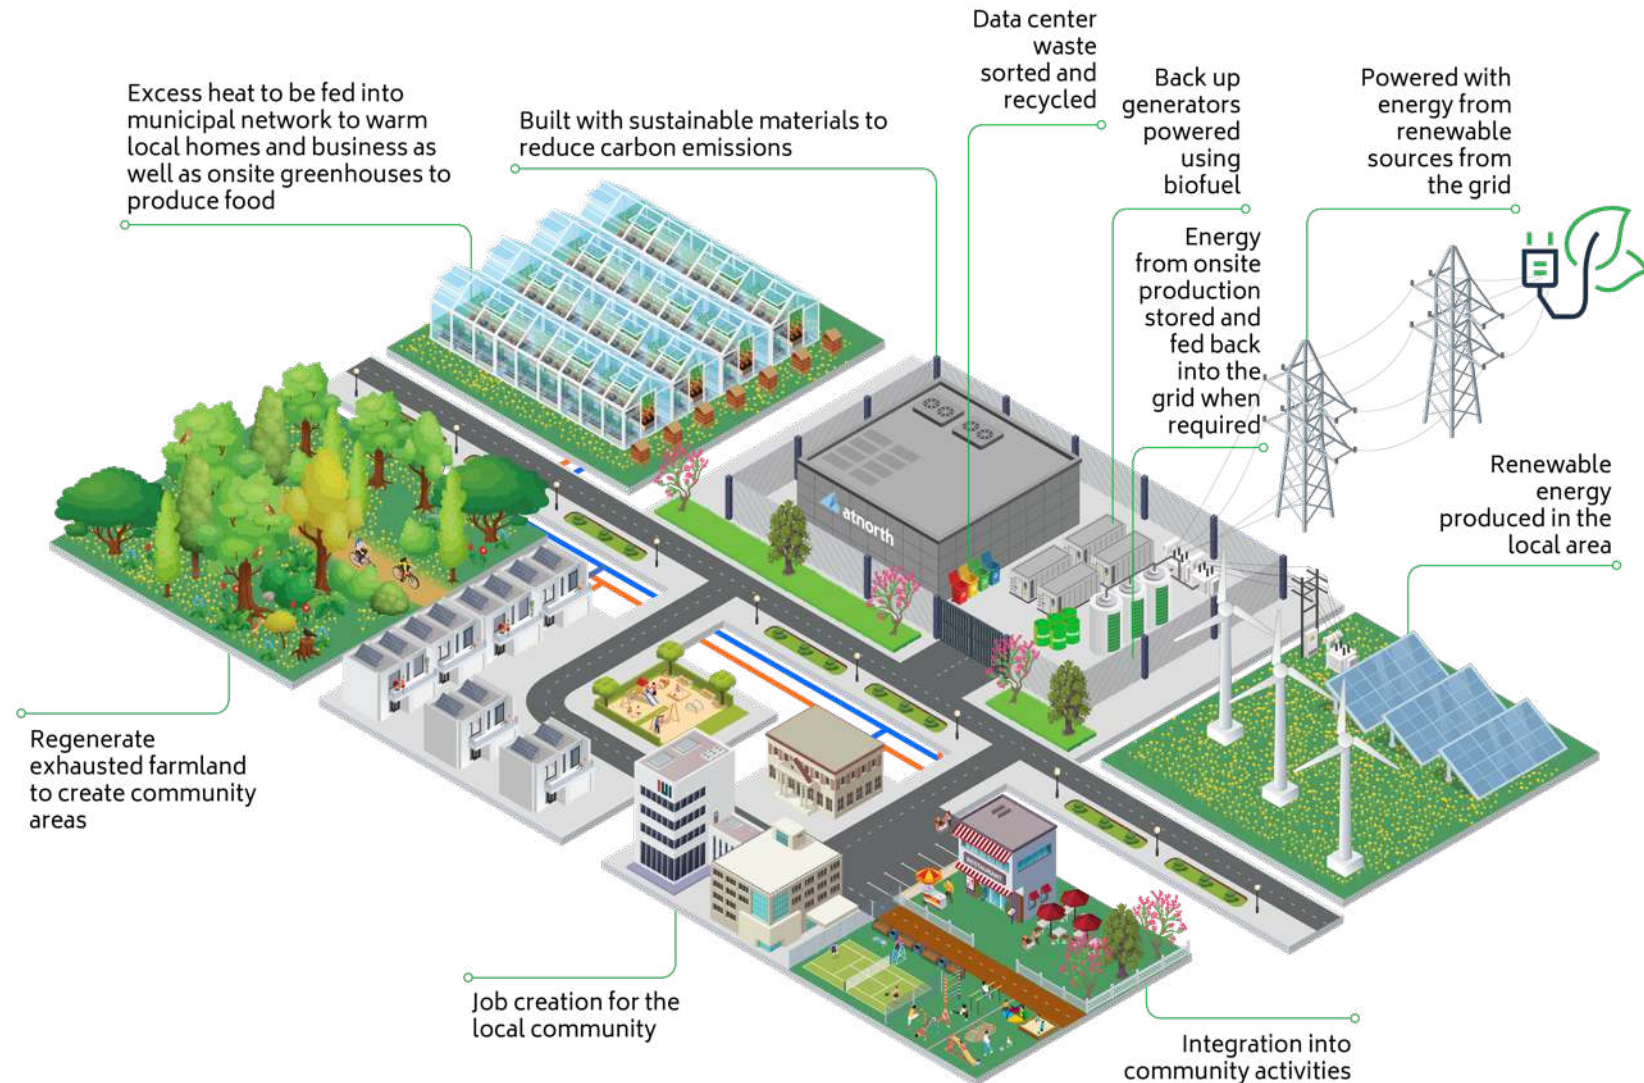 Data center
waste
sorted and
recycled
Back up
generators
powered
using
biofuel
Powered with
energy from
renewable
sources from
the grid
Excess heat to be fed into
municipal network to warm
local homes and business as
well as onsite greenhouses to
produce food
Built with sustainable materials to
reduce carbon emissions
Energy
from onsite
production
stored and
fed back
into the
grid when
required
Renewable
energy
produced in the
local area
atnorth
Regenerate
exhausted farmland
to create community
areas
RESTAURANT
Job creation for the
local community
Integration into
community activities